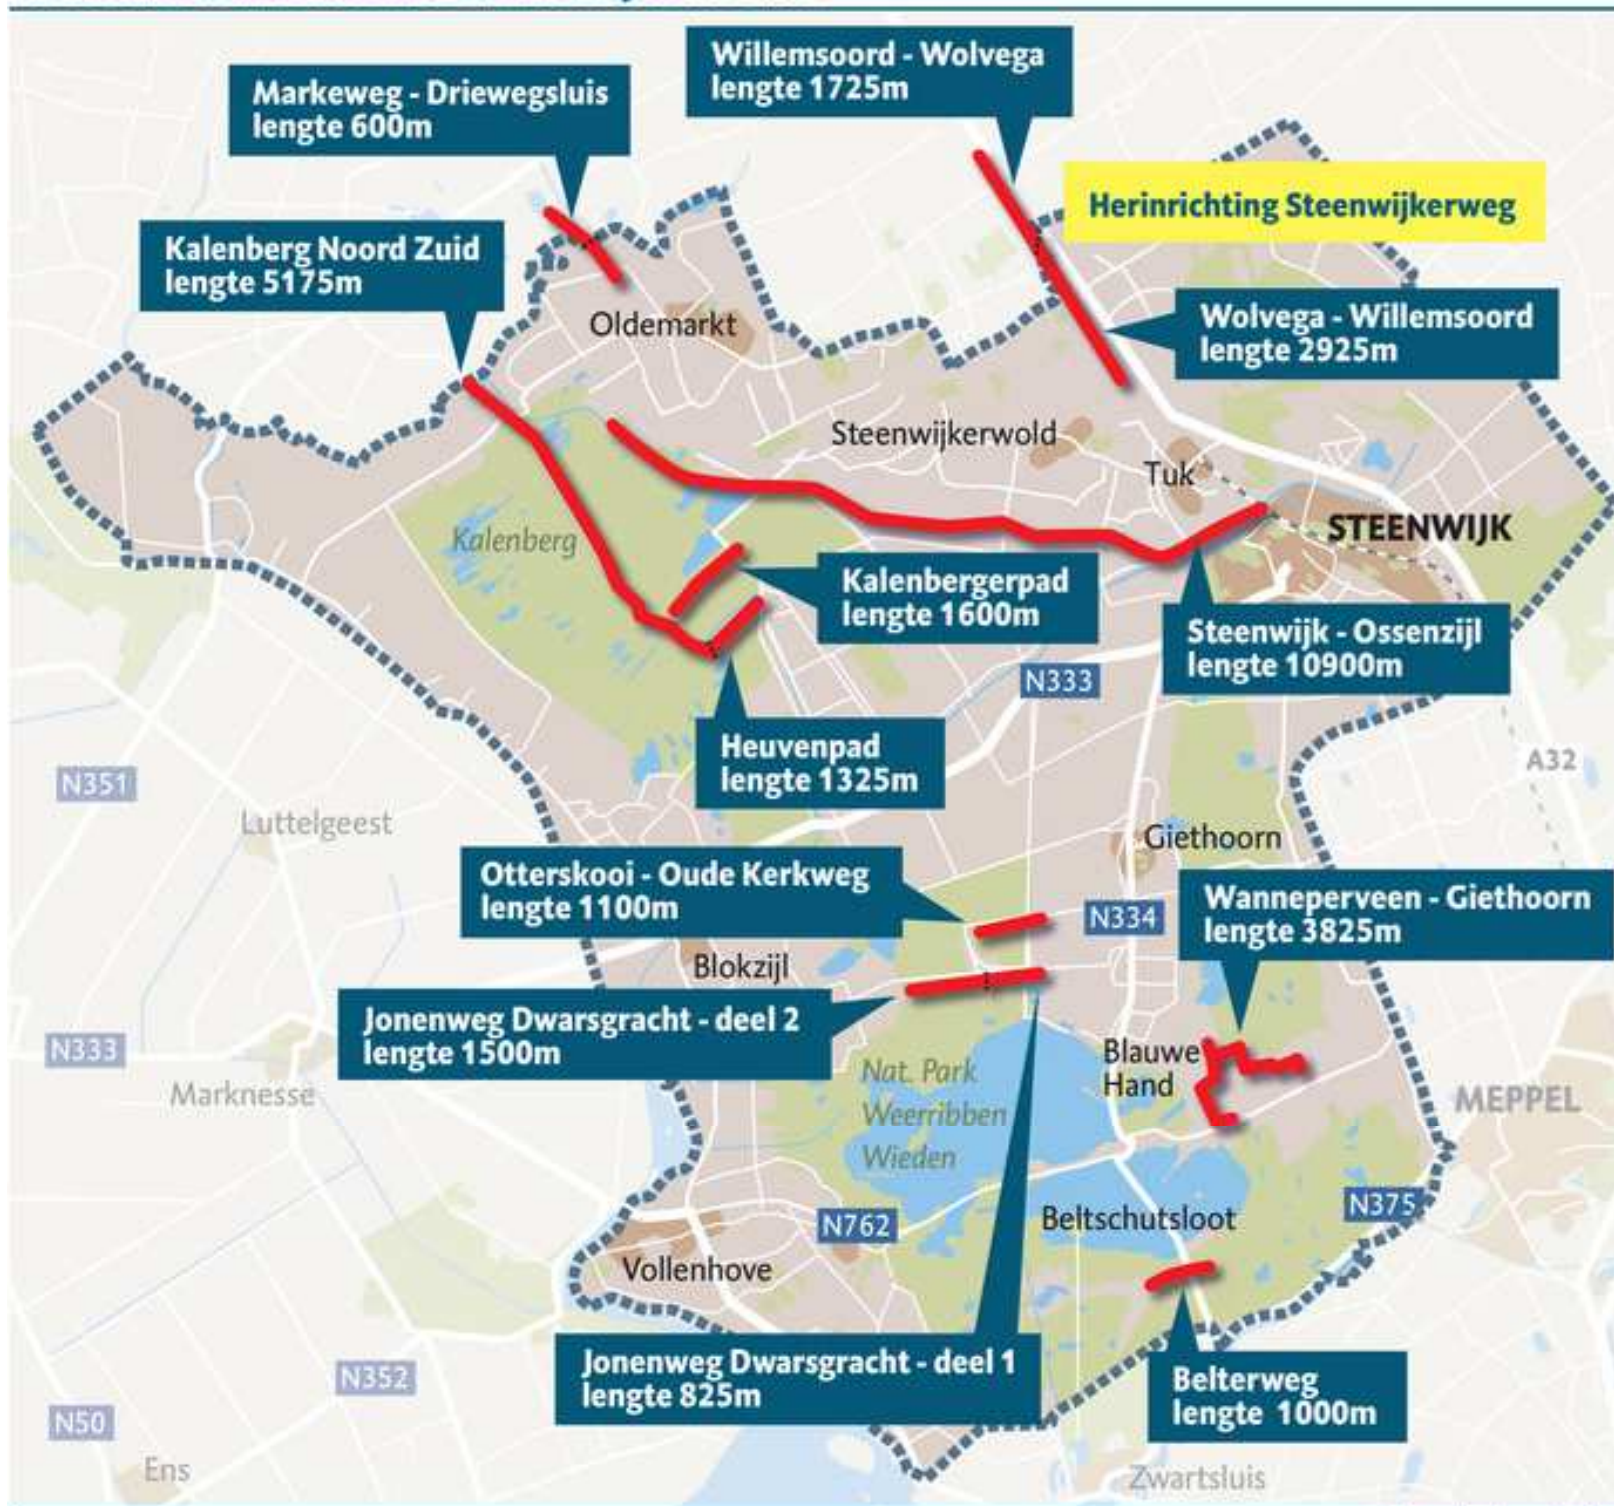 Willemsoord - Wolvega
lengte 1725m
Markeweg - Driewegsluis
lengte 600m
Herinrichting Steenwijkerweg
Kalenberg Noord Zuid
lengte 5175m
Wolvega - Willemsoord
lengte 2925m
Oldemarkt
Steenwijkerwold
Tuk
STEENWIJK
Kalenberg
Kalenbergerpad
lengte 1600m
Steenwijk - Ossenzijl
lengte 10900m
N333
Heuvenpad
lengte 1325m
A32
N351
Luttelgeest
Giethoorn
Otterskooi - Oude Kerkweg
lengte 1100m
Wanneperveen - Giethoorn
lengte 3825m
N334
Blokzijl
Jonenweg Dwarsgracht - deel 2
lengte 1500m
N333
Blauwe
Hand
Nat. Park
Weerribben
Wieden
Marknesse
MEPPEL
N762
Beltschutsloot
N375
Vollenhove
Jonenweg Dwarsgracht - deel 1
lengte 825m
N352
Belterweg
lengte 1000m
N50
Ens
Zwartsluis